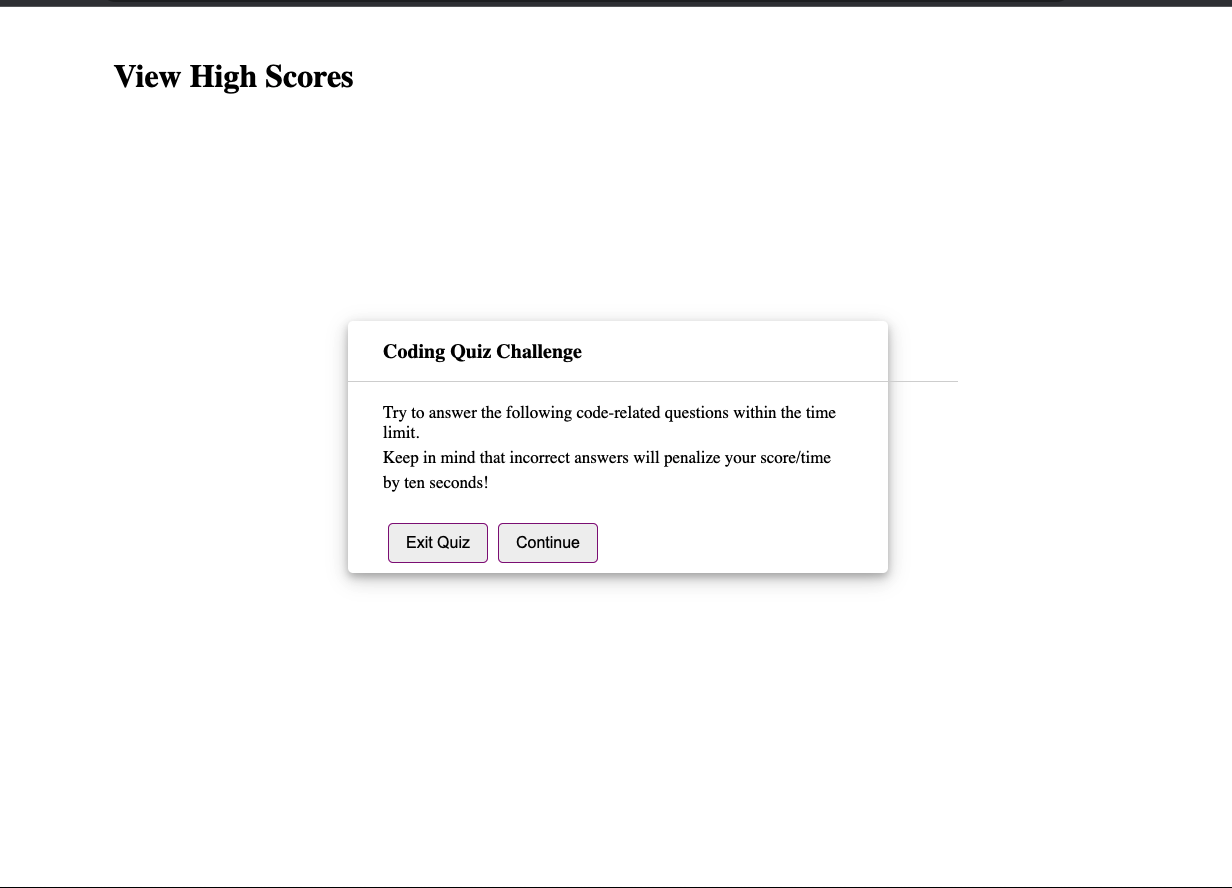 View High Scores
Coding Quiz Challenge
Try to answer the following code-related questions within the time
limit.
Keep in mind that incorrect answers will penalize your score/time
by ten seconds!
Exit Quiz
Continue